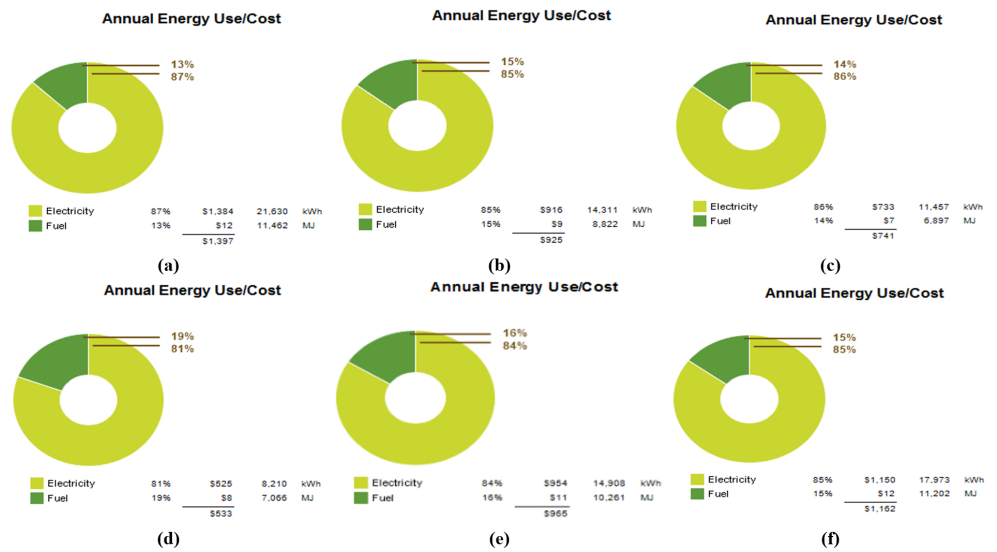 Annual Energy Use/Cost
13%
87%
Electricity 87% $1,384 21,630 kWh
Fuel 13% $12 11,462 MJ
$1,397
(a)
Annual Energy Use/Cost
15%
85%
Electricity 85% $916 14,311 kWh
Fuel 15% $9 8,822 MJ
$925
(b)
Annual Energy Use/Cost
14%
86%
Electricity 86% $733 11,457 kWh
Fuel 14% $7 6,897 MJ
$741
(c)
Annual Energy Use/Cost
19%
81%
Electricity 81% $525 8,210 kWh
Fuel 19% $8 7,066 MJ
$533
(d)
Annual Energy Use/Cost
16%
84%
Electricity 84% $954 14,908 kWh
Fuel 16% $11 10,261 MJ
$965
(e)
Annual Energy Use/Cost
15%
85%
Electricity 85% $1,150 17,973 kWh
Fuel 15% $12 11,202 MJ
$1,162
(f)